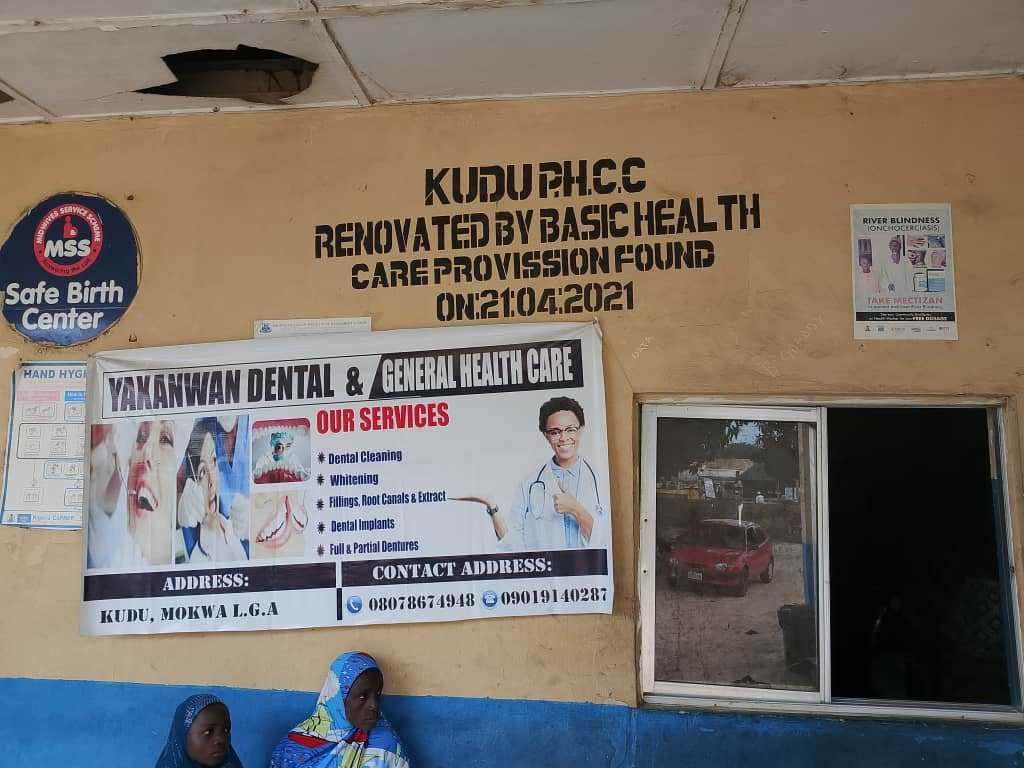 KUDU P.H.C.C
RENOVATED BY BASIC HEALTH
CARE PROVISSION FOUND
ON:21:04:2021
MIDWIVES SERVICE SCHEME
MSS
Safe Birth
Center
RIVER BLINDNESS
(ONCHOCERCIASIS)
TAKE MECTIZAN
HAND HYG
YAKANWAN DENTAL & GENERAL HEALTH CARE
OUR SERVICES
Dental Cleaning
Whitening
Fillings, Root Canals & Extract
Dental Implants
Full & Partial Dentures
ADDRESS:
KUDU, MOKWA L.G.A
CONTACT ADDRESS:
08078674948 09019140287